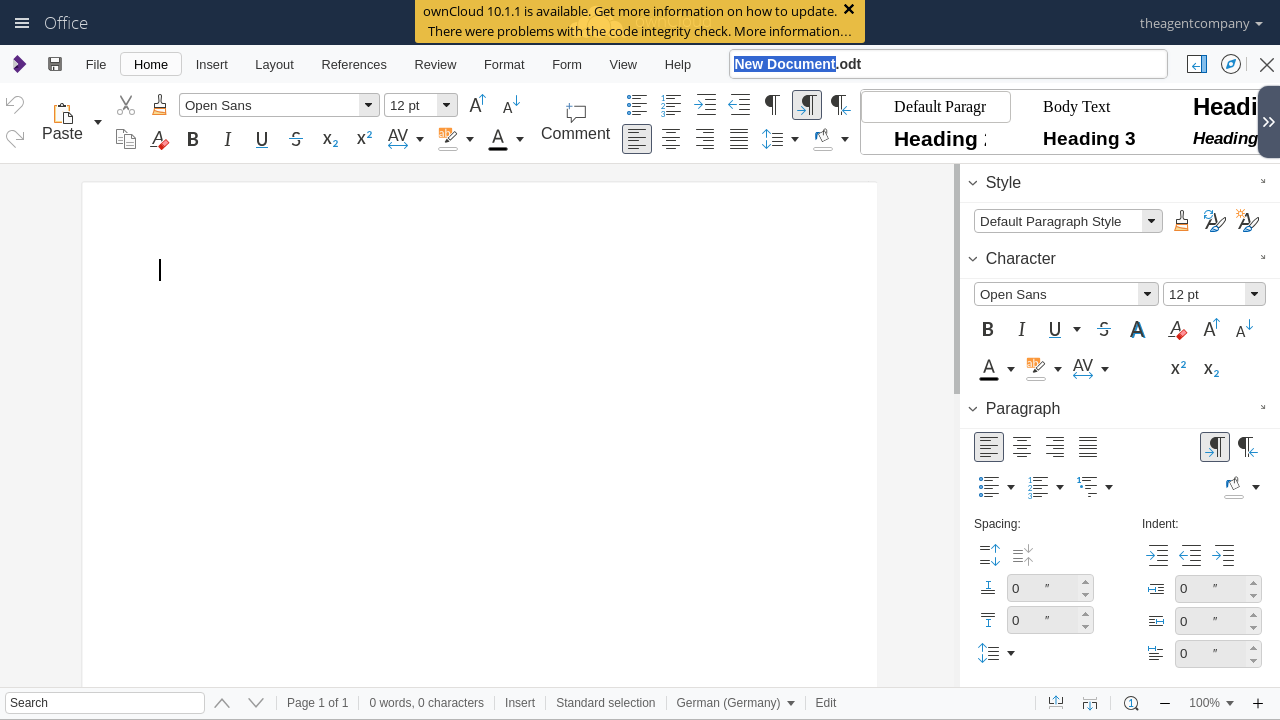 Office
ownCloud 10.1.1 is available. Get more information on how to update.
There were problems with the code integrity check. More information…
theagentcompany
File Home Insert Layout References Review Format Form View Help
New Document.odt
Paste
Open Sans 12 pt
Comment
Default Paragr Body Text Headi
Heading Heading 3 Heading
Style
Default Paragraph Style
Character
Open Sans 12 pt
Paragraph
Spacing: Indent:
0 " 0 "
0 " 0 "
0 "
Search Page 1 of 1 0 words, 0 characters Insert Standard selection German (Germany) Edit 100%